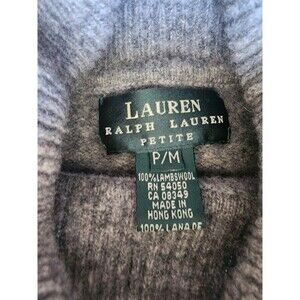 LAUREN
RALPH LAUREN
PETITE
P/M
100%LAMBSWOOL
RN 54050
CA 08349
MADE IN
HONG KONG
100% LANA DE